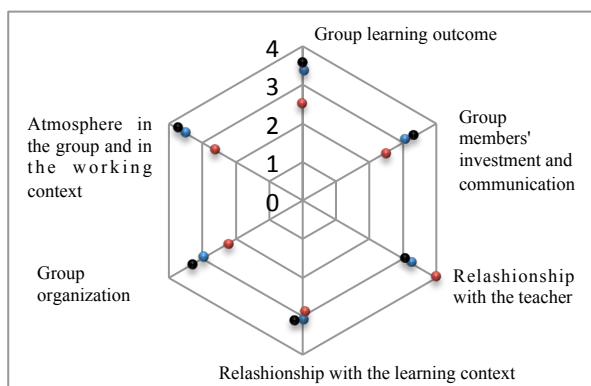 Group learning outcome
4
3
2
1
0
Atmosphere in
the group and in
the working
context
Group
members'
investment and
communication
Group
organization
Relashionship
with the teacher
Relashionship with the learning context